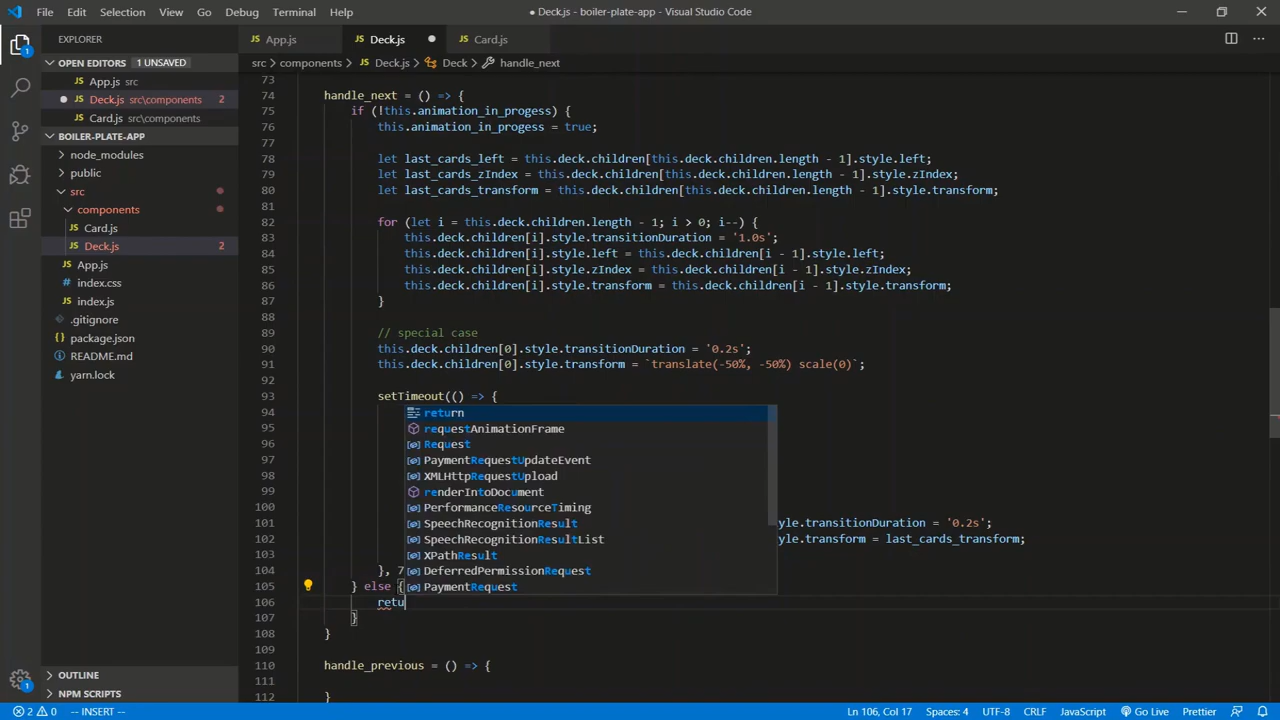 File Edit Selection View Go Debug Terminal Help
● Deck.js - boiler-plate-app - Visual Studio Code
EXPLORER
OPEN EDITORS 1 UNSAVED
JS App.js src
JS Deck.js src\components 2
JS Card.js src\components
BOILER-PLATE-APP
node_modules
public
src
components
JS Card.js
JS Deck.js 2
JS App.js
# index.css
JS index.js
.gitignore
package.json
README.md
yarn.lock
OUTLINE
NPM SCRIPTS
1
1
JS App.js
JS Deck.js ●
JS Card.js
src > components > JS Deck.js > Deck > handle_next
73
74 handle_next = () => {
75 if (!this.animation_in_progess) {
76 this.animation_in_progess = true;
77
78 let last_cards_left = this.deck.children[this.deck.children.length - 1].style.left;
79 let last_cards_zIndex = this.deck.children[this.deck.children.length - 1].style.zIndex;
80 let last_cards_transform = this.deck.children[this.deck.children.length - 1].style.transform;
81
82 for (let i = this.deck.children.length - 1; i > 0; i--) {
83 this.deck.children[i].style.transitionDuration = '1.0s';
84 this.deck.children[i].style.left = this.deck.children[i - 1].style.left;
85 this.deck.children[i].style.zIndex = this.deck.children[i - 1].style.zIndex;
86 this.deck.children[i].style.transform = this.deck.children[i - 1].style.transform;
87 }
88
89 // special case
90 this.deck.children[0].style.transitionDuration = '0.2s';
91 this.deck.children[0].style.transform = `translate(-50%, -50%) scale(0)`;
92
93 setTimeout(() => {
94 return
95 requestAnimationFrame
96 Request
97 PaymentRequestUpdateEvent
98 XMLHttpRequestUpload
99 renderIntoDocument
100 PerformanceResourceTiming
101 SpeechRecognitionResult yle.transitionDuration = '0.2s';
102 SpeechRecognitionResultList yle.transform = last_cards_transform;
103 XPathResult
104 }, 7 DeferredPermissionRequest
105 } else { PaymentRequest
106 retu
107 }
108 }
109
110 handle_previous = () => {
111
112 }
2 0 -- INSERT --
Ln 106, Col 17 Spaces: 4 UTF-8 CRLF JavaScript Go Live Prettier